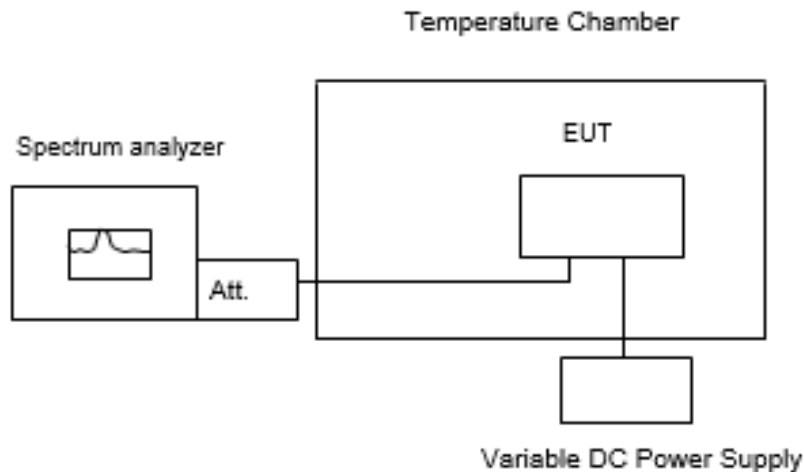 Temperature Chamber
EUT
Spectrum analyzer
Att.
Variable DC Power Supply